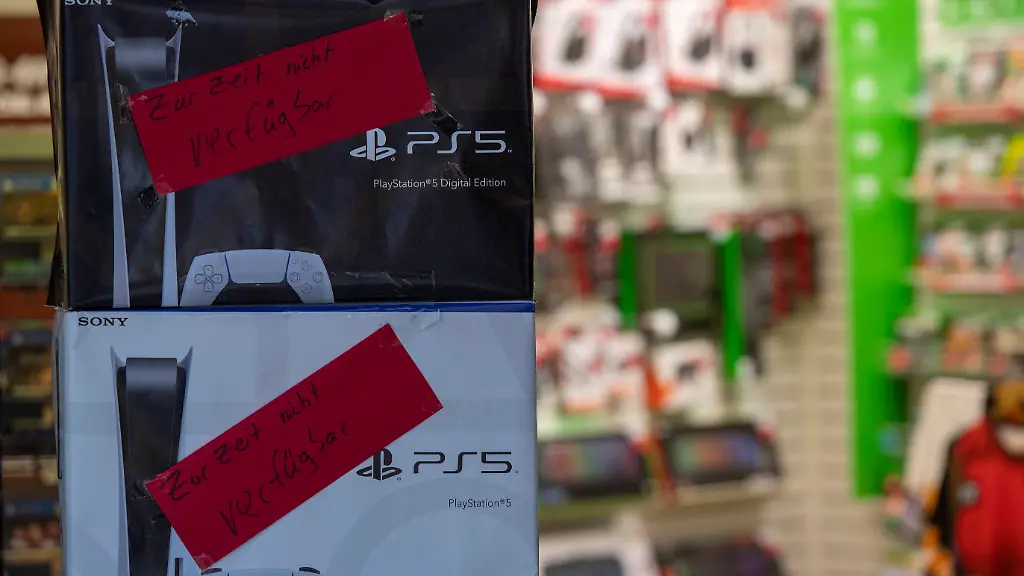 SONY
Zur Zeit nicht
verfügbar
PS5
PlayStation®5 Digital Edition
SONY
Zur Zeit nicht
verfügbar
PS5
PlayStation®5